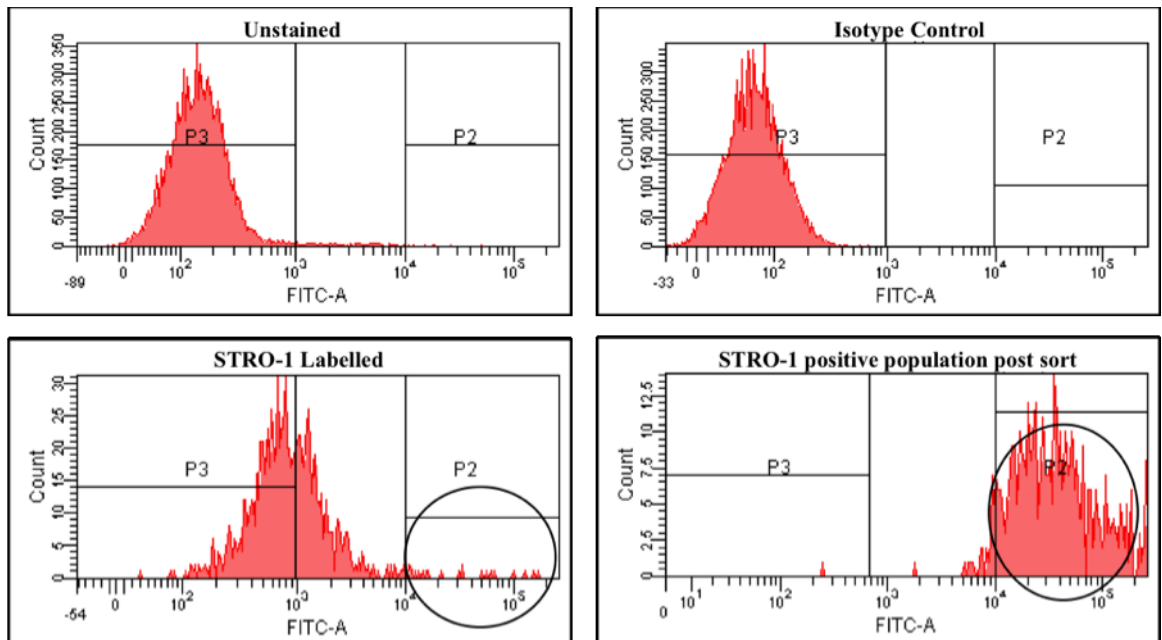 Unstained
350
300
250
200
150
100
50
0
Count
P3
P2
-89
0
10²
10³
10⁴
10⁵
FITC-A
Isotype Control
300
250
200
150
100
50
0
Count
P3
P2
-33
0
10²
10³
10⁴
10⁵
FITC-A
STRO-1 Labelled
30
25
20
15
10
5
0
Count
P3
P2
-54
0
10²
10³
10⁴
10⁵
FITC-A
STRO-1 positive population post sort
12.5
10
7.5
5
2.5
0
Count
P3
P2
0
10¹
10²
10³
10⁴
10⁵
FITC-A